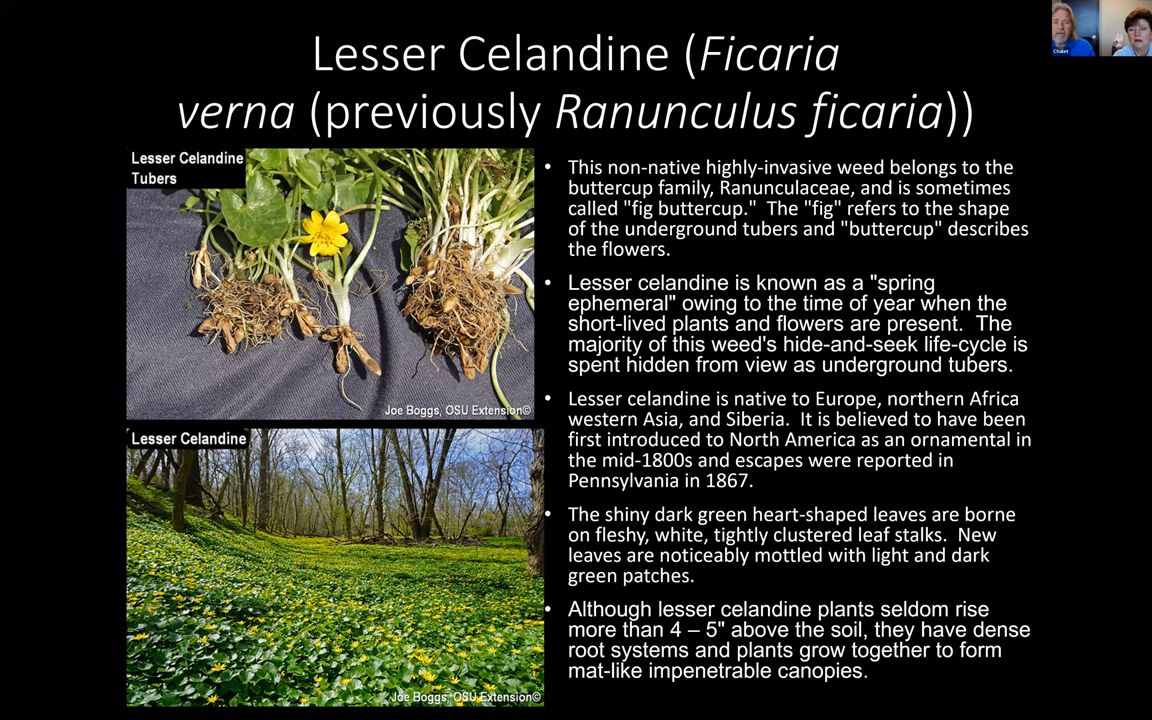 Lesser Celandine (Ficaria
verna (previously Ranunculus ficaria))
Chalet
Lesser Celandine
Tubers
Joe Boggs, OSU Extension©
Lesser Celandine
Joe Boggs, OSU Extension©
• This non-native highly-invasive weed belongs to the
buttercup family, Ranunculaceae, and is sometimes
called "fig buttercup."  The "fig" refers to the shape
of the underground tubers and "buttercup" describes
the flowers.
• Lesser celandine is known as a "spring
ephemeral" owing to the time of year when the
short-lived plants and flowers are present.  The
majority of this weed's hide-and-seek life-cycle is
spent hidden from view as underground tubers.
• Lesser celandine is native to Europe, northern Africa
western Asia, and Siberia.  It is believed to have been
first introduced to North America as an ornamental in
the mid-1800s and escapes were reported in
Pennsylvania in 1867.
• The shiny dark green heart-shaped leaves are borne
on fleshy, white, tightly clustered leaf stalks.  New
leaves are noticeably mottled with light and dark
green patches.
• Although lesser celandine plants seldom rise
more than 4 – 5" above the soil, they have dense
root systems and plants grow together to form
mat-like impenetrable canopies.